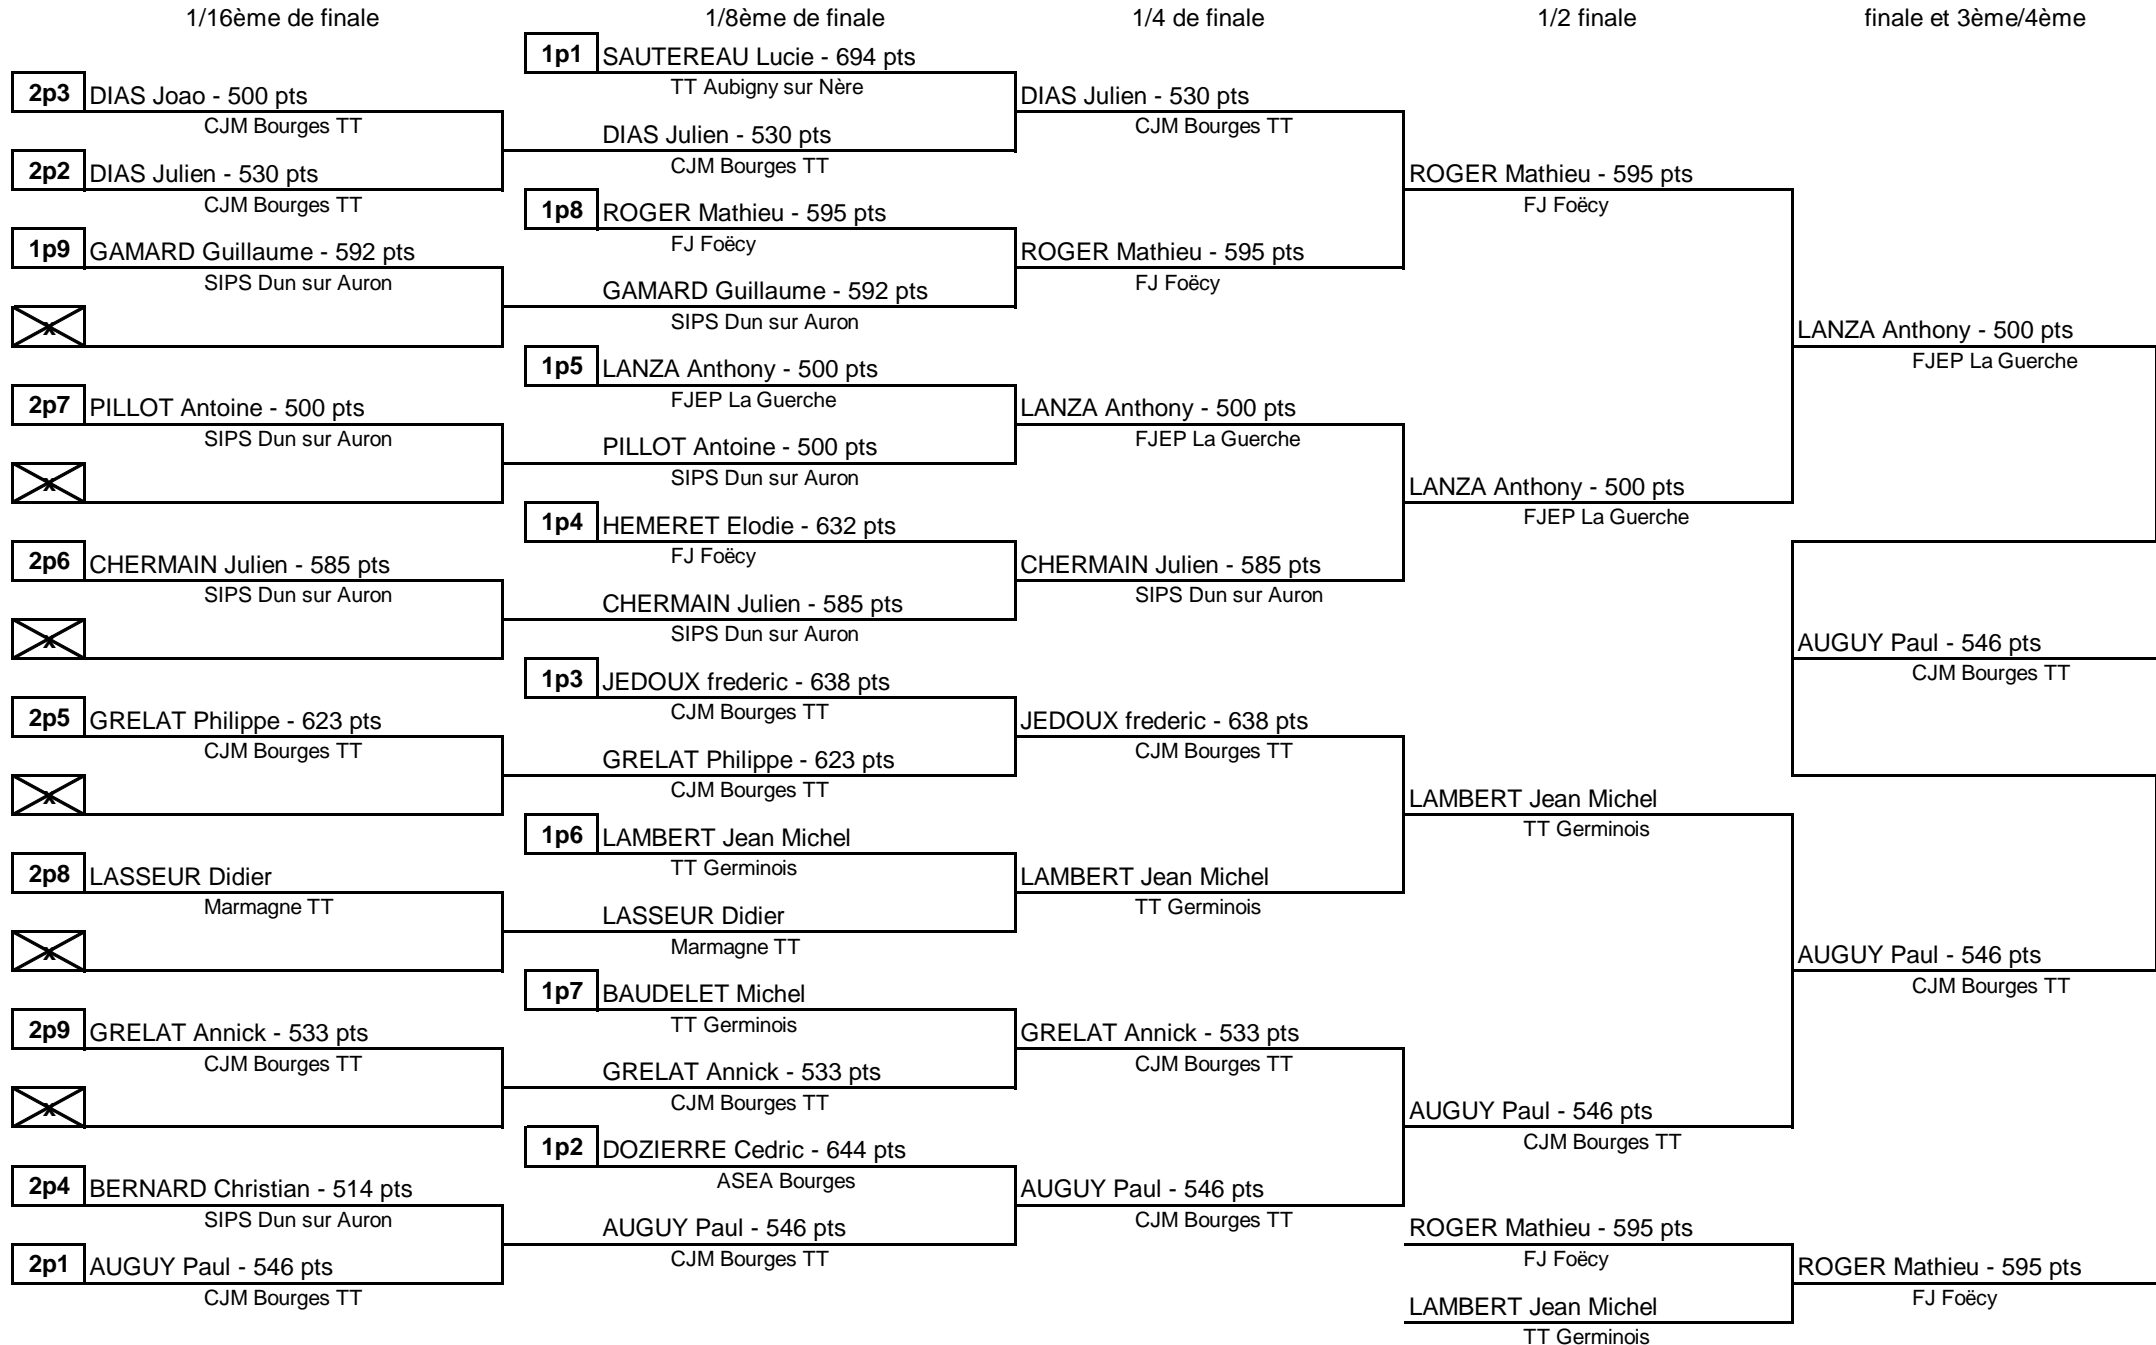 1/16ème de finale
1/8ème de finale
1/4 de finale
1/2 finale
finale et 3ème/4ème
2p3 DIAS Joao - 500 pts
CJM Bourges TT
2p2 DIAS Julien - 530 pts
CJM Bourges TT
1p9 GAMARD Guillaume - 592 pts
SIPS Dun sur Auron
x
2p7 PILLOT Antoine - 500 pts
SIPS Dun sur Auron
x
2p6 CHERMAIN Julien - 585 pts
SIPS Dun sur Auron
x
2p5 GRELAT Philippe - 623 pts
CJM Bourges TT
x
2p8 LASSEUR Didier
Marmagne TT
x
2p9 GRELAT Annick - 533 pts
CJM Bourges TT
x
2p4 BERNARD Christian - 514 pts
SIPS Dun sur Auron
2p1 AUGUY Paul - 546 pts
CJM Bourges TT
1p1 SAUTEREAU Lucie - 694 pts
TT Aubigny sur Nère
DIAS Julien - 530 pts
CJM Bourges TT
1p8 ROGER Mathieu - 595 pts
FJ Foëcy
GAMARD Guillaume - 592 pts
SIPS Dun sur Auron
1p5 LANZA Anthony - 500 pts
FJEP La Guerche
PILLOT Antoine - 500 pts
SIPS Dun sur Auron
1p4 HEMERET Elodie - 632 pts
FJ Foëcy
CHERMAIN Julien - 585 pts
SIPS Dun sur Auron
1p3 JEDOUX frederic - 638 pts
CJM Bourges TT
GRELAT Philippe - 623 pts
CJM Bourges TT
1p6 LAMBERT Jean Michel
TT Germinois
LASSEUR Didier
Marmagne TT
1p7 BAUDELET Michel
TT Germinois
GRELAT Annick - 533 pts
CJM Bourges TT
1p2 DOZIERRE Cedric - 644 pts
ASEA Bourges
AUGUY Paul - 546 pts
CJM Bourges TT
DIAS Julien - 530 pts
CJM Bourges TT
ROGER Mathieu - 595 pts
FJ Foëcy
LANZA Anthony - 500 pts
FJEP La Guerche
CHERMAIN Julien - 585 pts
SIPS Dun sur Auron
JEDOUX frederic - 638 pts
CJM Bourges TT
LAMBERT Jean Michel
TT Germinois
GRELAT Annick - 533 pts
CJM Bourges TT
AUGUY Paul - 546 pts
CJM Bourges TT
ROGER Mathieu - 595 pts
FJ Foëcy
LANZA Anthony - 500 pts
FJEP La Guerche
LAMBERT Jean Michel
TT Germinois
AUGUY Paul - 546 pts
CJM Bourges TT
ROGER Mathieu - 595 pts
FJ Foëcy
LAMBERT Jean Michel
TT Germinois
LANZA Anthony - 500 pts
FJEP La Guerche
AUGUY Paul - 546 pts
CJM Bourges TT
AUGUY Paul - 546 pts
CJM Bourges TT
ROGER Mathieu - 595 pts
FJ Foëcy